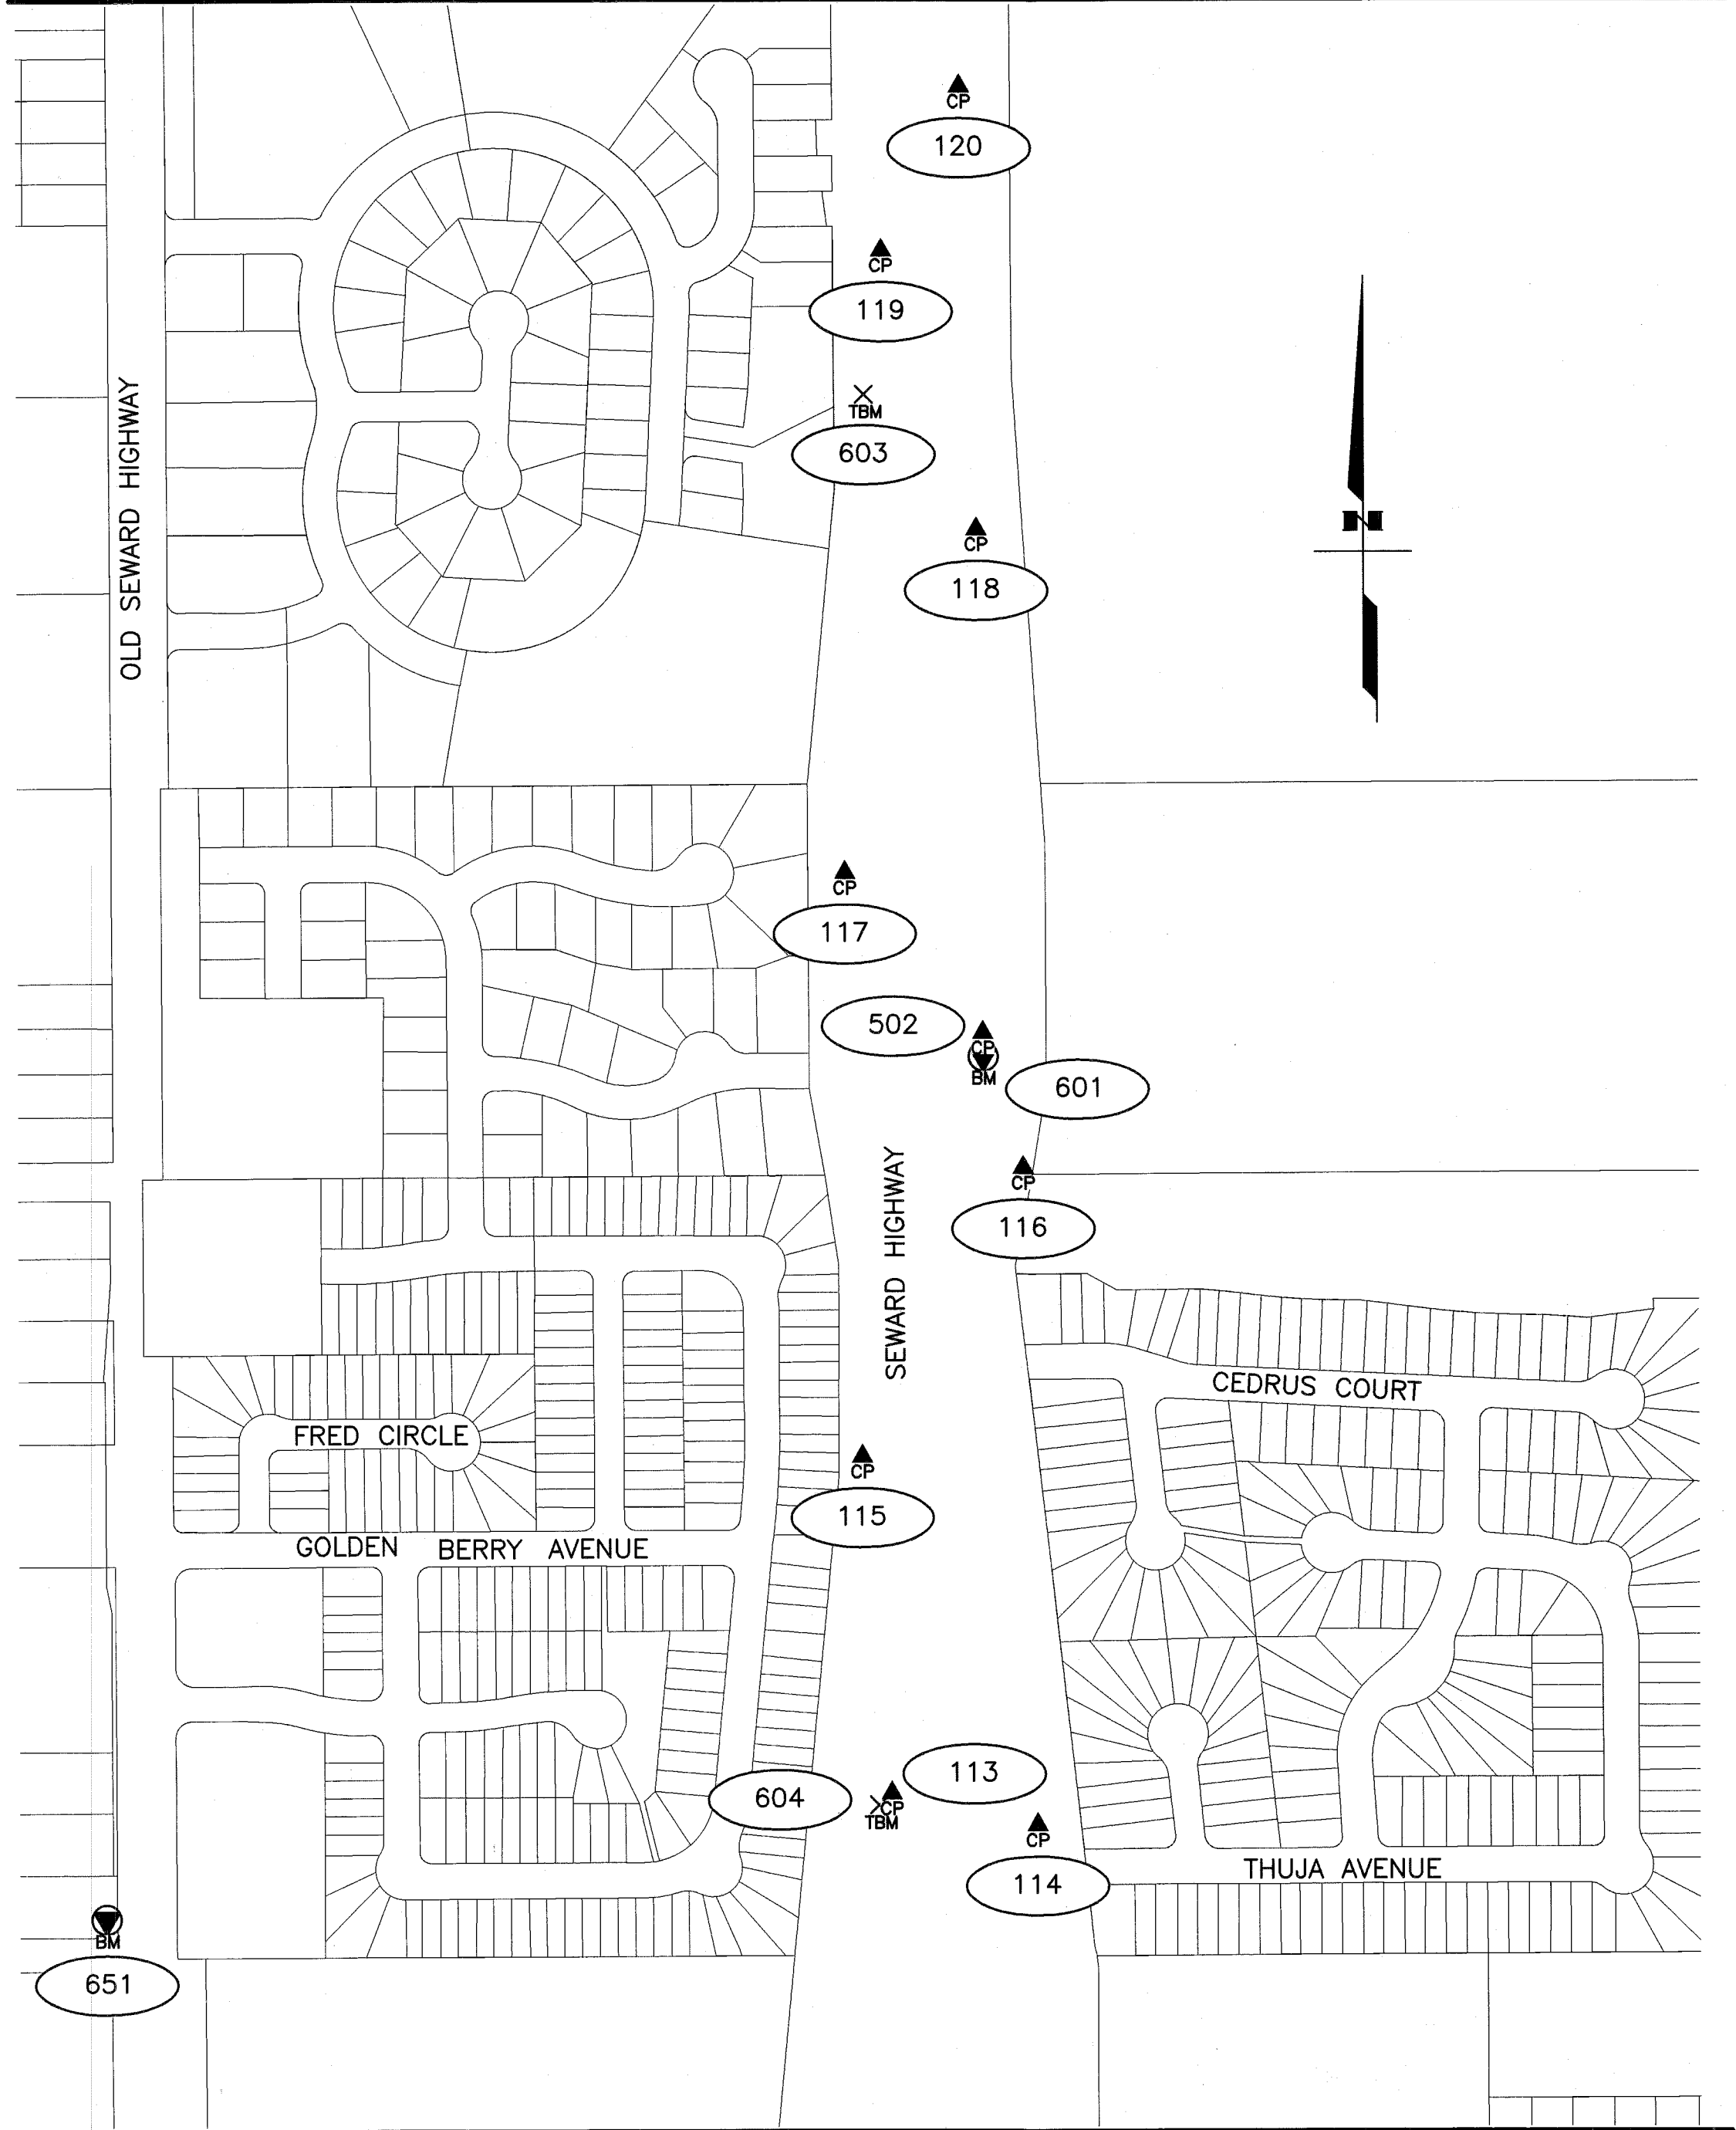 CP
120
CP
119
TBM
603
OLD SEWARD HIGHWAY
N
CP
118
CP
117
502
CP
BM
601
SEWARD HIGHWAY
CP
116
CEDRUS COURT
FRED CIRCLE
CP
115
GOLDEN BERRY AVENUE
113
604
CP
TBM
CP
114
THUJA AVENUE
BM
651